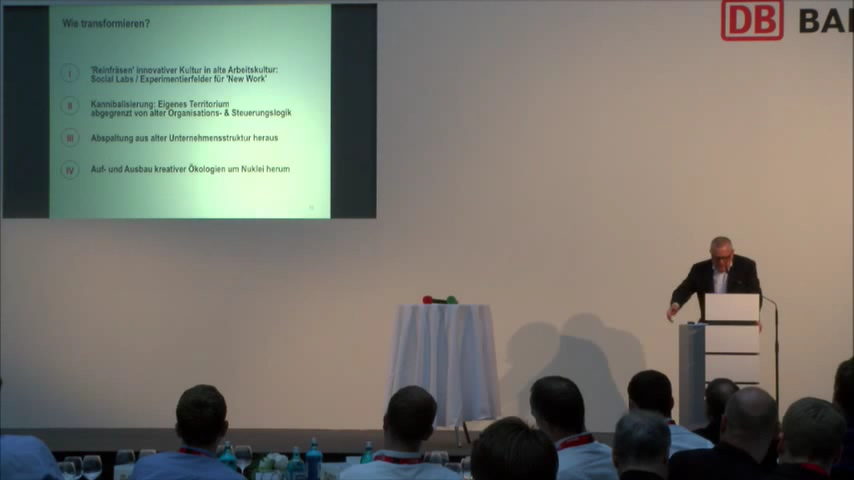 Wie transformieren?
I
'Reinfräsen' innovativer Kultur in alte Arbeitskultur:
Social Labs / Experimentierfelder für 'New Work'
II
Kannibalisierung: Eigenes Territorium
abgegrenzt von alter Organisations- & Steuerungslogik
III
Abspaltung aus alter Unternehmensstruktur heraus
IV
Auf- und Ausbau kreativer Ökologien um Nuklei herum
DB BA